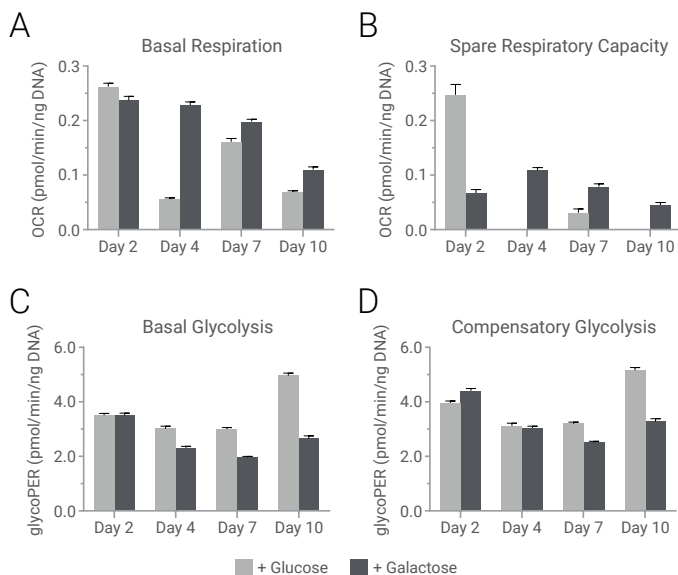 A
Basal Respiration
OCR (pmol/min/ng DNA)
0.3
0.2
0.1
0.0
Day 2 Day 4 Day 7 Day 10
B
Spare Respiratory Capacity
OCR (pmol/min/ng DNA)
0.3
0.2
0.1
0.0
Day 2 Day 4 Day 7 Day 10
C
Basal Glycolysis
glycoPER (pmol/min/ng DNA)
6.0
4.0
2.0
0.0
Day 2 Day 4 Day 7 Day 10
D
Compensatory Glycolysis
glycoPER (pmol/min/ng DNA)
6.0
4.0
2.0
0.0
Day 2 Day 4 Day 7 Day 10
+ Glucose + Galactose